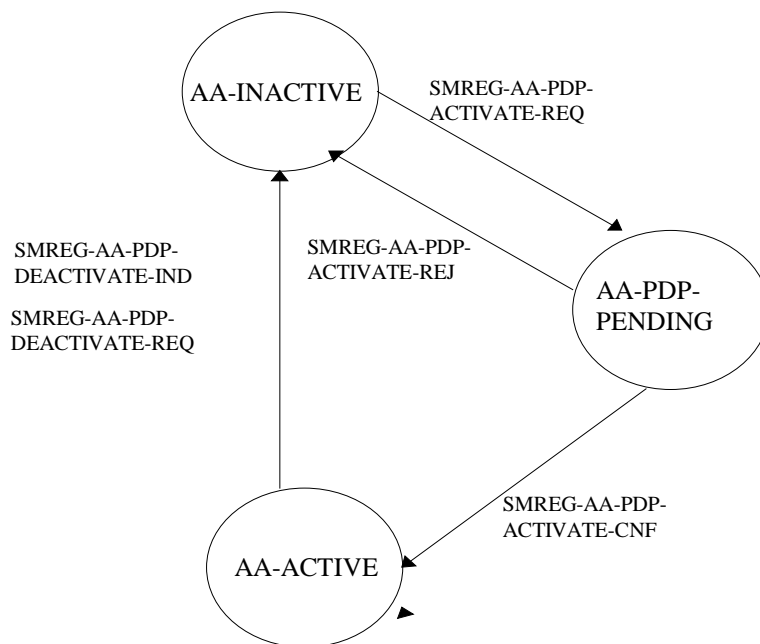 AA-INACTIVE
SMREG-AA-PDP-
ACTIVATE-REQ
SMREG-AA-PDP-
DEACTIVATE-IND
SMREG-AA-PDP-
DEACTIVATE-REQ
SMREG-AA-PDP-
ACTIVATE-REJ
AA-PDP-
PENDING
SMREG-AA-PDP-
ACTIVATE-CNF
AA-ACTIVE